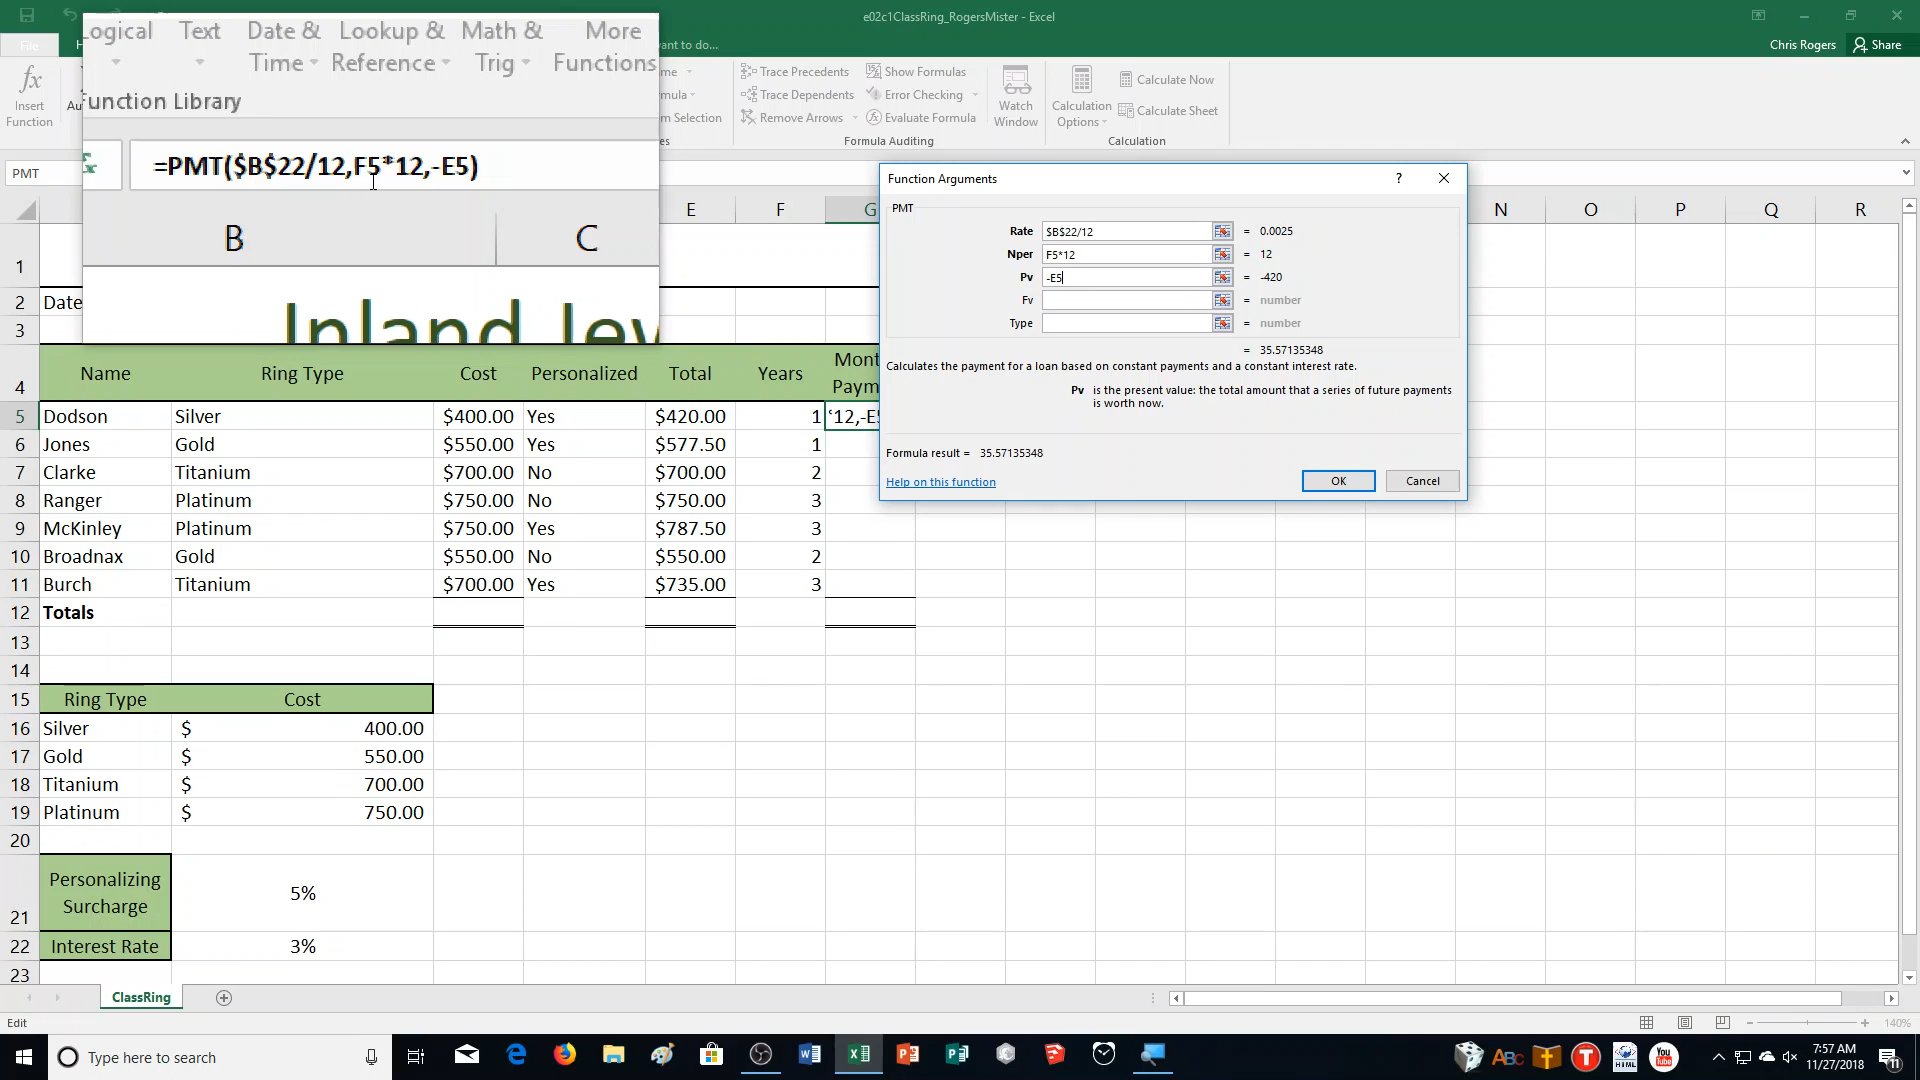 e02c1ClassRing_RogersMister - Excel
File
want to do...
Chris Rogers
Share
Logical
Text
Date & Time
Lookup & Reference
Math & Trig
More Functions
Function Library
fx
Insert Function
Trace Precedents
Trace Dependents
Remove Arrows
Show Formulas
Error Checking
Evaluate Formula
Formula Auditing
Watch Window
Calculation Options
Calculate Now
Calculate Sheet
Calculation
PMT
=PMT($B$22/12,F5*12,-E5)
B C
E F G N O P Q R
Function Arguments
? ×
PMT
Rate $B$22/12 = 0.0025
Nper F5*12 = 12
Pv -E5 = -420
Fv = number
Type = number
= 35.57135348
Calculates the payment for a loan based on constant payments and a constant interest rate.
Pv is the present value: the total amount that a series of future payments
is worth now.
Formula result = 35.57135348
Help on this function
OK
Cancel
1
2 Date
3
4 Name Ring Type Cost Personalized Total Years
5 Dodson Silver $400.00 Yes $420.00 1 12,-E5
6 Jones Gold $550.00 Yes $577.50 1
7 Clarke Titanium $700.00 No $700.00 2
8 Ranger Platinum $750.00 No $750.00 3
9 McKinley Platinum $750.00 Yes $787.50 3
10 Broadnax Gold $550.00 No $550.00 2
11 Burch Titanium $700.00 Yes $735.00 3
12 Totals
13
14
15 Ring Type Cost
16 Silver $ 400.00
17 Gold $ 550.00
18 Titanium $ 700.00
19 Platinum $ 750.00
20
21 Personalizing Surcharge 5%
22 Interest Rate 3%
23
ClassRing
Edit
140%
Type here to search
7:57 AM
11/27/2018